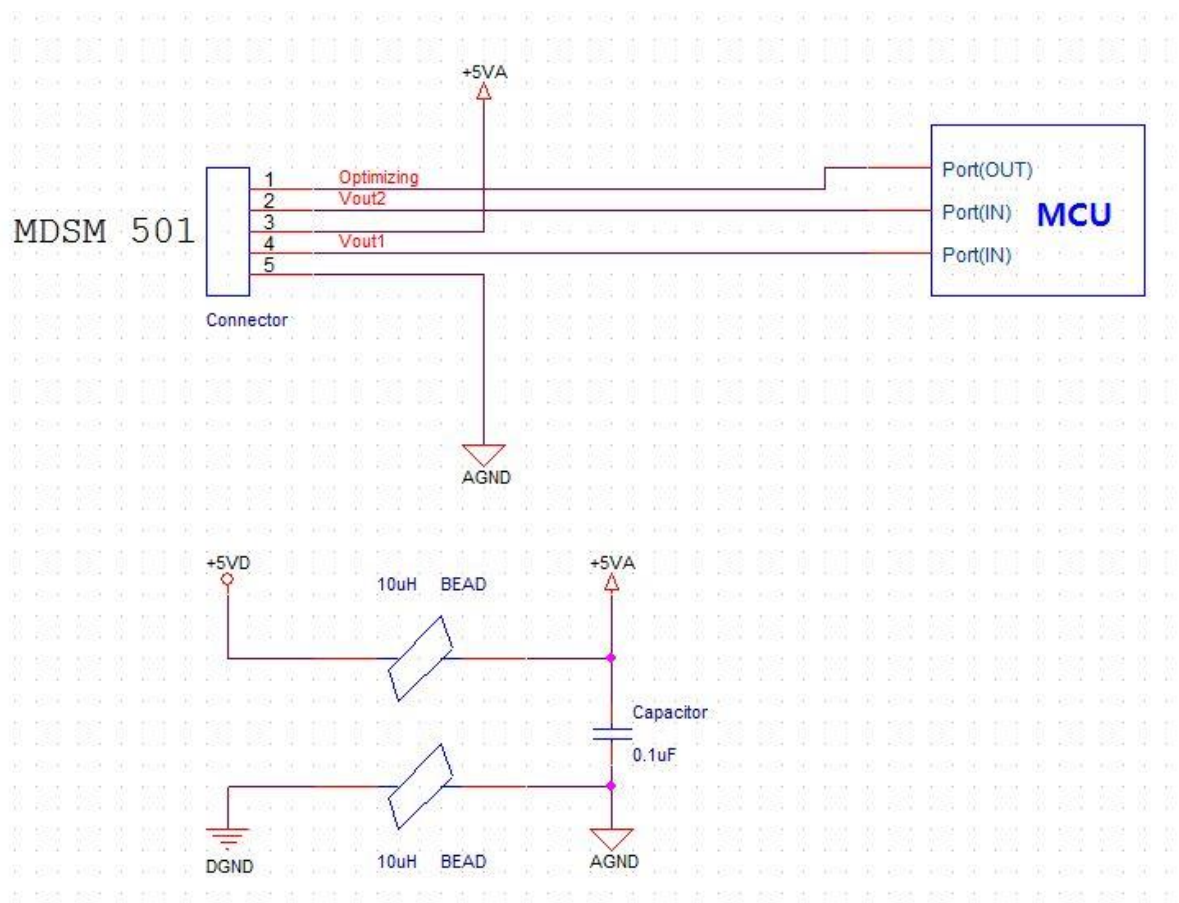 +5VA
1 Optimizing
2 Vout2
3
4 Vout1
5
MDSM 501
Connector
Port(OUT)
Port(IN) MCU
Port(IN)
AGND
+5VD
10uH BEAD
+5VA
Capacitor
0.1uF
DGND
10uH BEAD
AGND